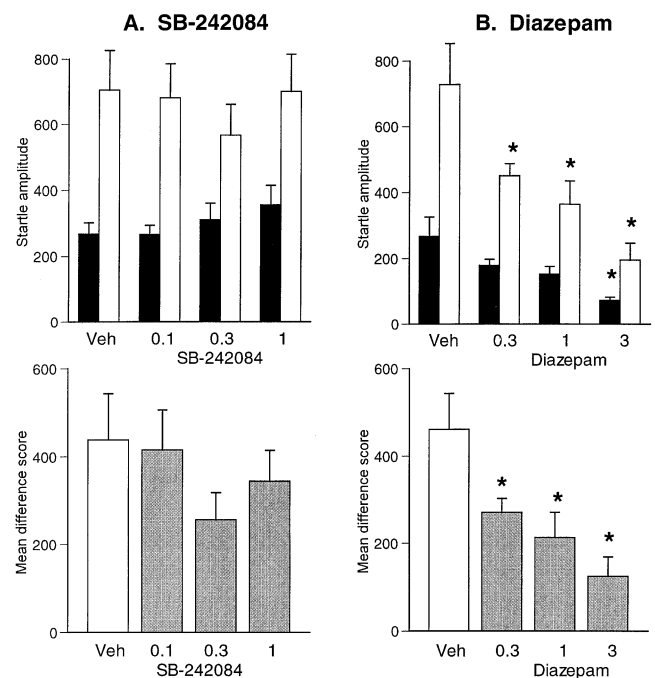 A. SB-242084
800
600
400
200
0
Startle amplitude
Veh 0.1 0.3 1
SB-242084
B. Diazepam
800
600
400
200
0
Startle amplitude
* * * *
Veh 0.3 1 3
Diazepam
600
400
200
0
Mean difference score
Veh 0.1 0.3 1
SB-242084
600
400
200
0
Mean difference score
* * *
Veh 0.3 1 3
Diazepam